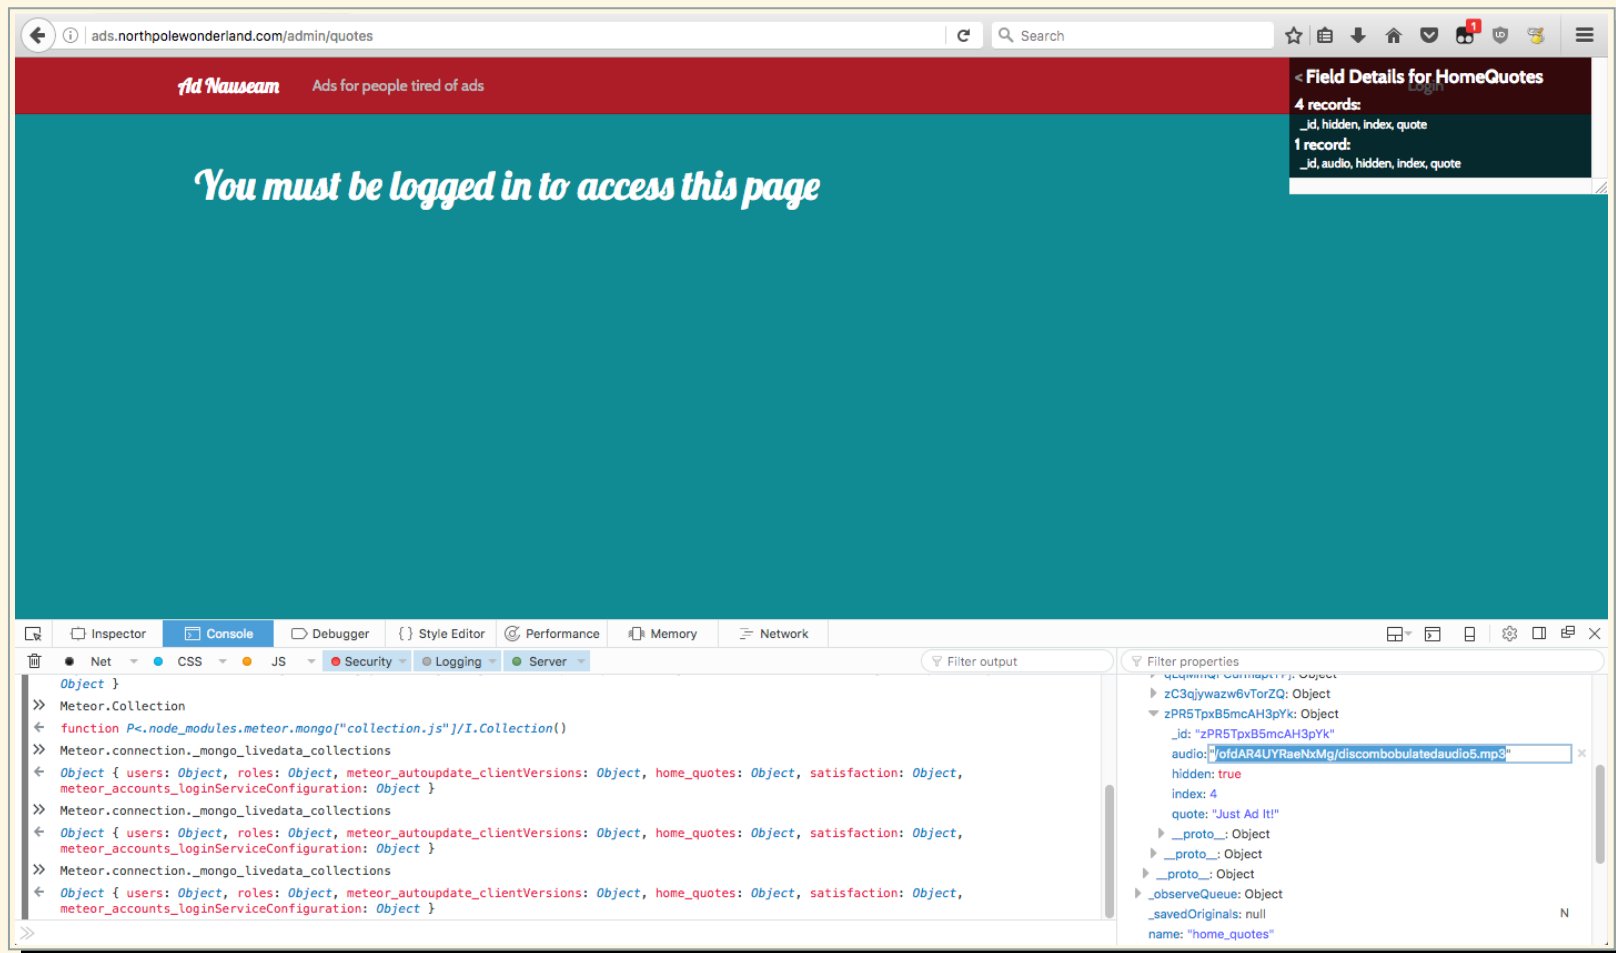 ads.northpolewonderland.com/admin/quotes
Search
1
Ad Nauseam
Ads for people tired of ads
Login
< Field Details for HomeQuotes
4 records:
_id, hidden, index, quote
1 record:
_id, audio, hidden, index, quote
You must be logged in to access this page
Inspector Console Debugger { } Style Editor Performance Memory Network
Net CSS JS Security Logging Server Filter output
Filter properties
Object }
Meteor.Collection
function P<.node_modules.meteor.mongo["collection.js"]/I.Collection()
Meteor.connection._mongo_livedata_collections
Object { users: Object, roles: Object, meteor_autoupdate_clientVersions: Object, home_quotes: Object, satisfaction: Object,
meteor_accounts_loginServiceConfiguration: Object }
Meteor.connection._mongo_livedata_collections
Object { users: Object, roles: Object, meteor_autoupdate_clientVersions: Object, home_quotes: Object, satisfaction: Object,
meteor_accounts_loginServiceConfiguration: Object }
Meteor.connection._mongo_livedata_collections
Object { users: Object, roles: Object, meteor_autoupdate_clientVersions: Object, home_quotes: Object, satisfaction: Object,
meteor_accounts_loginServiceConfiguration: Object }
zC3qjywazw6vTorZQ: Object
zPR5TpxB5mcAH3pYk: Object
_id: "zPR5TpxB5mcAH3pYk"
audio: "/ofdAR4UYRaeNxMg/discombobulatedaudio5.mp3"
hidden: true
index: 4
quote: "Just Ad It!"
__proto__: Object
__proto__: Object
__proto__: Object
_observeQueue: Object
_savedOriginals: null
N
name: "home_quotes"